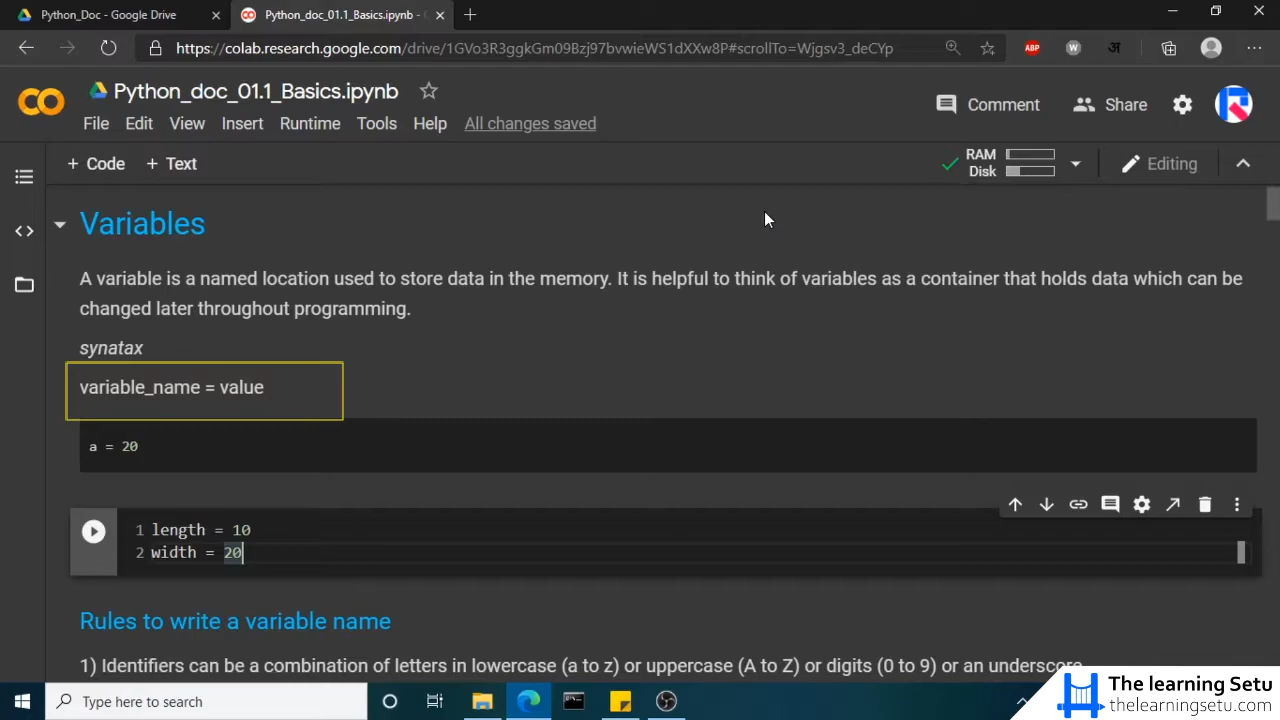 Python_Doc - Google Drive
Python_doc_01.1_Basics.ipynb -
https://colab.research.google.com/drive/1GVo3R3ggkGm09Bzj97bvwieWS1dXXw8P#scrollTo=Wjgsv3_deCYp
ABP
W
अ
Python_doc_01.1_Basics.ipynb
Comment
Share
File Edit View Insert Runtime Tools Help All changes saved
+ Code + Text
RAM
Disk
Editing
Variables
A variable is a named location used to store data in the memory. It is helpful to think of variables as a container that holds data which can be
changed later throughout programming.
synatax
variable_name = value
a = 20
1 length = 10
2 width = 20
Rules to write a variable name
1) Identifiers can be a combination of letters in lowercase (a to z) or uppercase (A to Z) or digits (0 to 9) or an underscore
Type here to search
The learning Setu
thelearningsetu.com